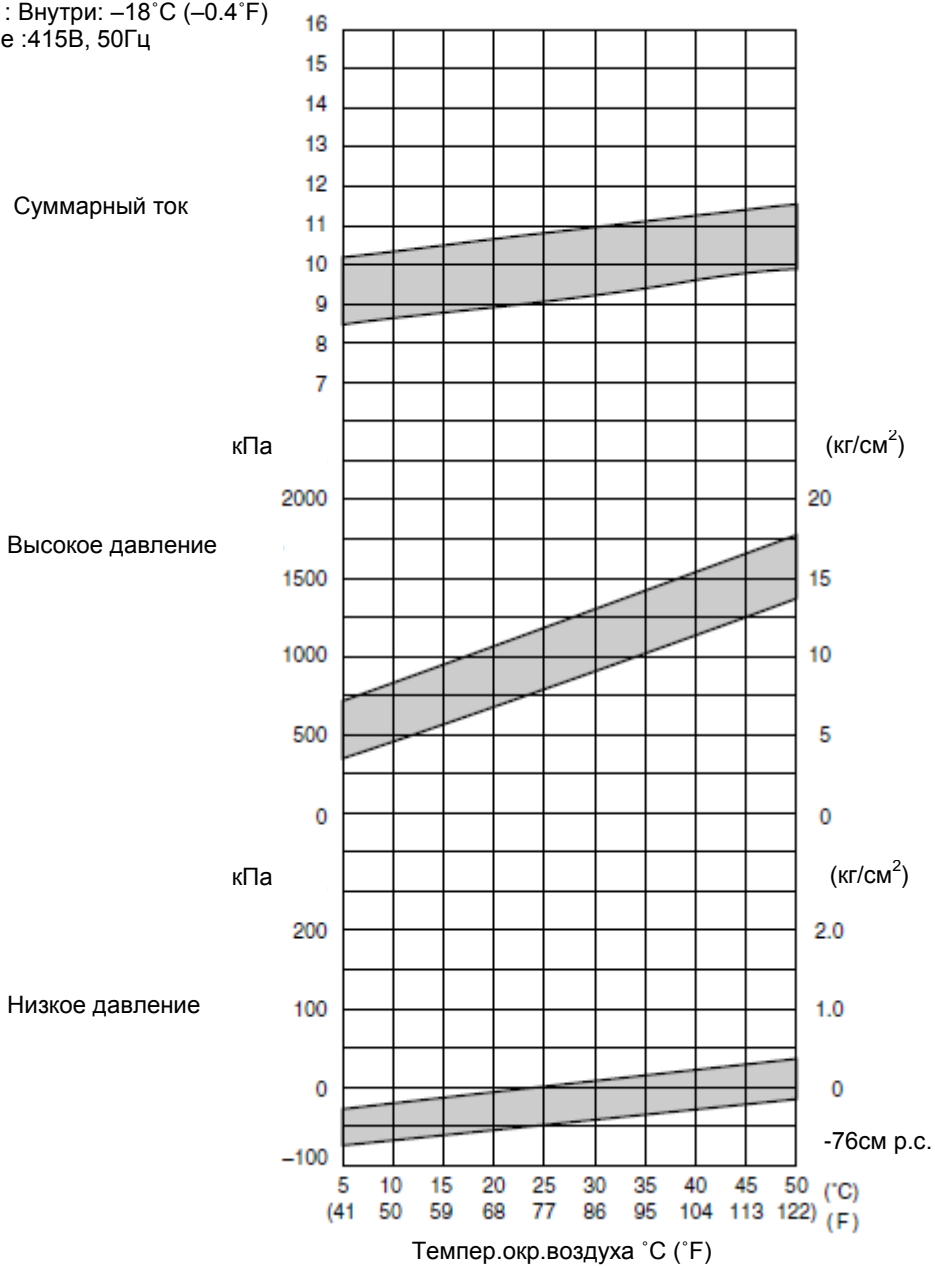 : Внутри: –18˚C (–0.4˚F)
е :415В, 50Гц
16
15
14
13
12
Суммарный ток
11
10
9
8
7
кПа (кг/см²)
2000 20
Высокое давление
1500 15
1000 10
500 5
0 0
кПа (кг/см²)
200 2.0
Низкое давление 100 1.0
0 0
-76см р.с.
–100
5 10 15 20 25 30 35 40 45 50 (˚C)
(41 50 59 68 77 86 95 104 113 122) (F)
Темпер.окр.воздуха ˚C (˚F)